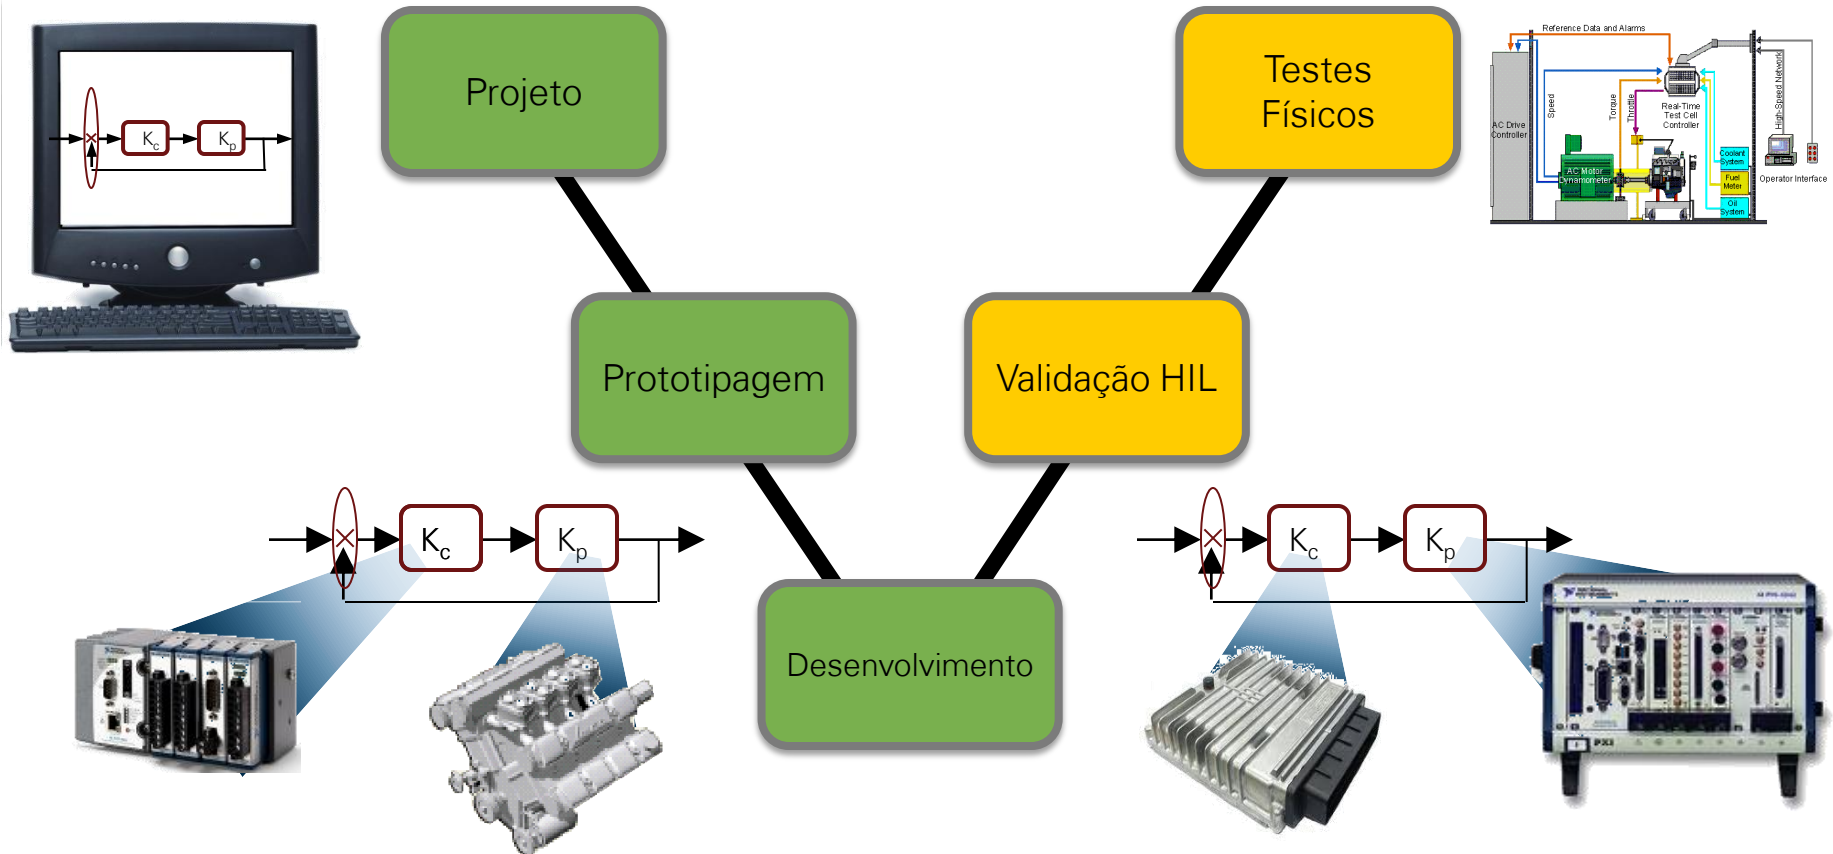 Projeto
Testes
Físicos
Prototipagem
Validação HIL
Desenvolvimento
Kc
Kp
Kc
Kp
Kc
Kp
Reference Data and Alarms
AC Drive
Controller
Speed
Torque
Throttle
Real-Time
Test Cell
Controller
High-Speed Network
AC Motor
Dynamometer
Coolant
System
Fuel
Meter
Oil
System
Operator Interface
PXI